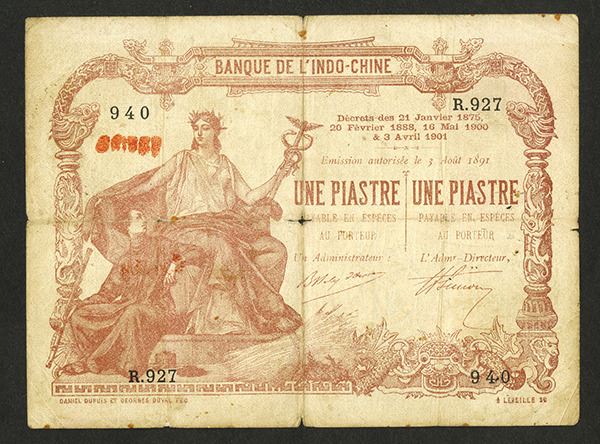 BANQUE DE L'INDO-CHINE
940
R.927
Décrets des 21 Janvier 1875,
20 Février 1888, 16 Mai 1900
& 3 Avril 1901
Emission autorisée le 3 Août 1891
UNE PIASTRE UNE PIASTRE
PAYABLE EN ESPÈCES PAYABLE EN ESPÈCES
AU PORTEUR AU PORTEUR
Un Administrateur : L'Admr-Directeur,
R.927
940
DANIEL DUPUIS ET GEORGES DUVAL FEC